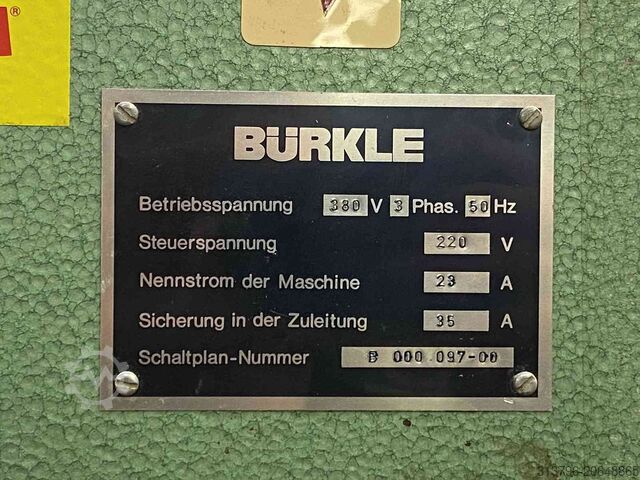 ®
BÜRKLE
Betriebsspannung 380 V 3 Phas. 50 Hz
Steuerspannung 220 V
Nennstrom der Maschine 23 A
Sicherung in der Zuleitung 35 A
Schaltplan-Nummer B 000.097-00